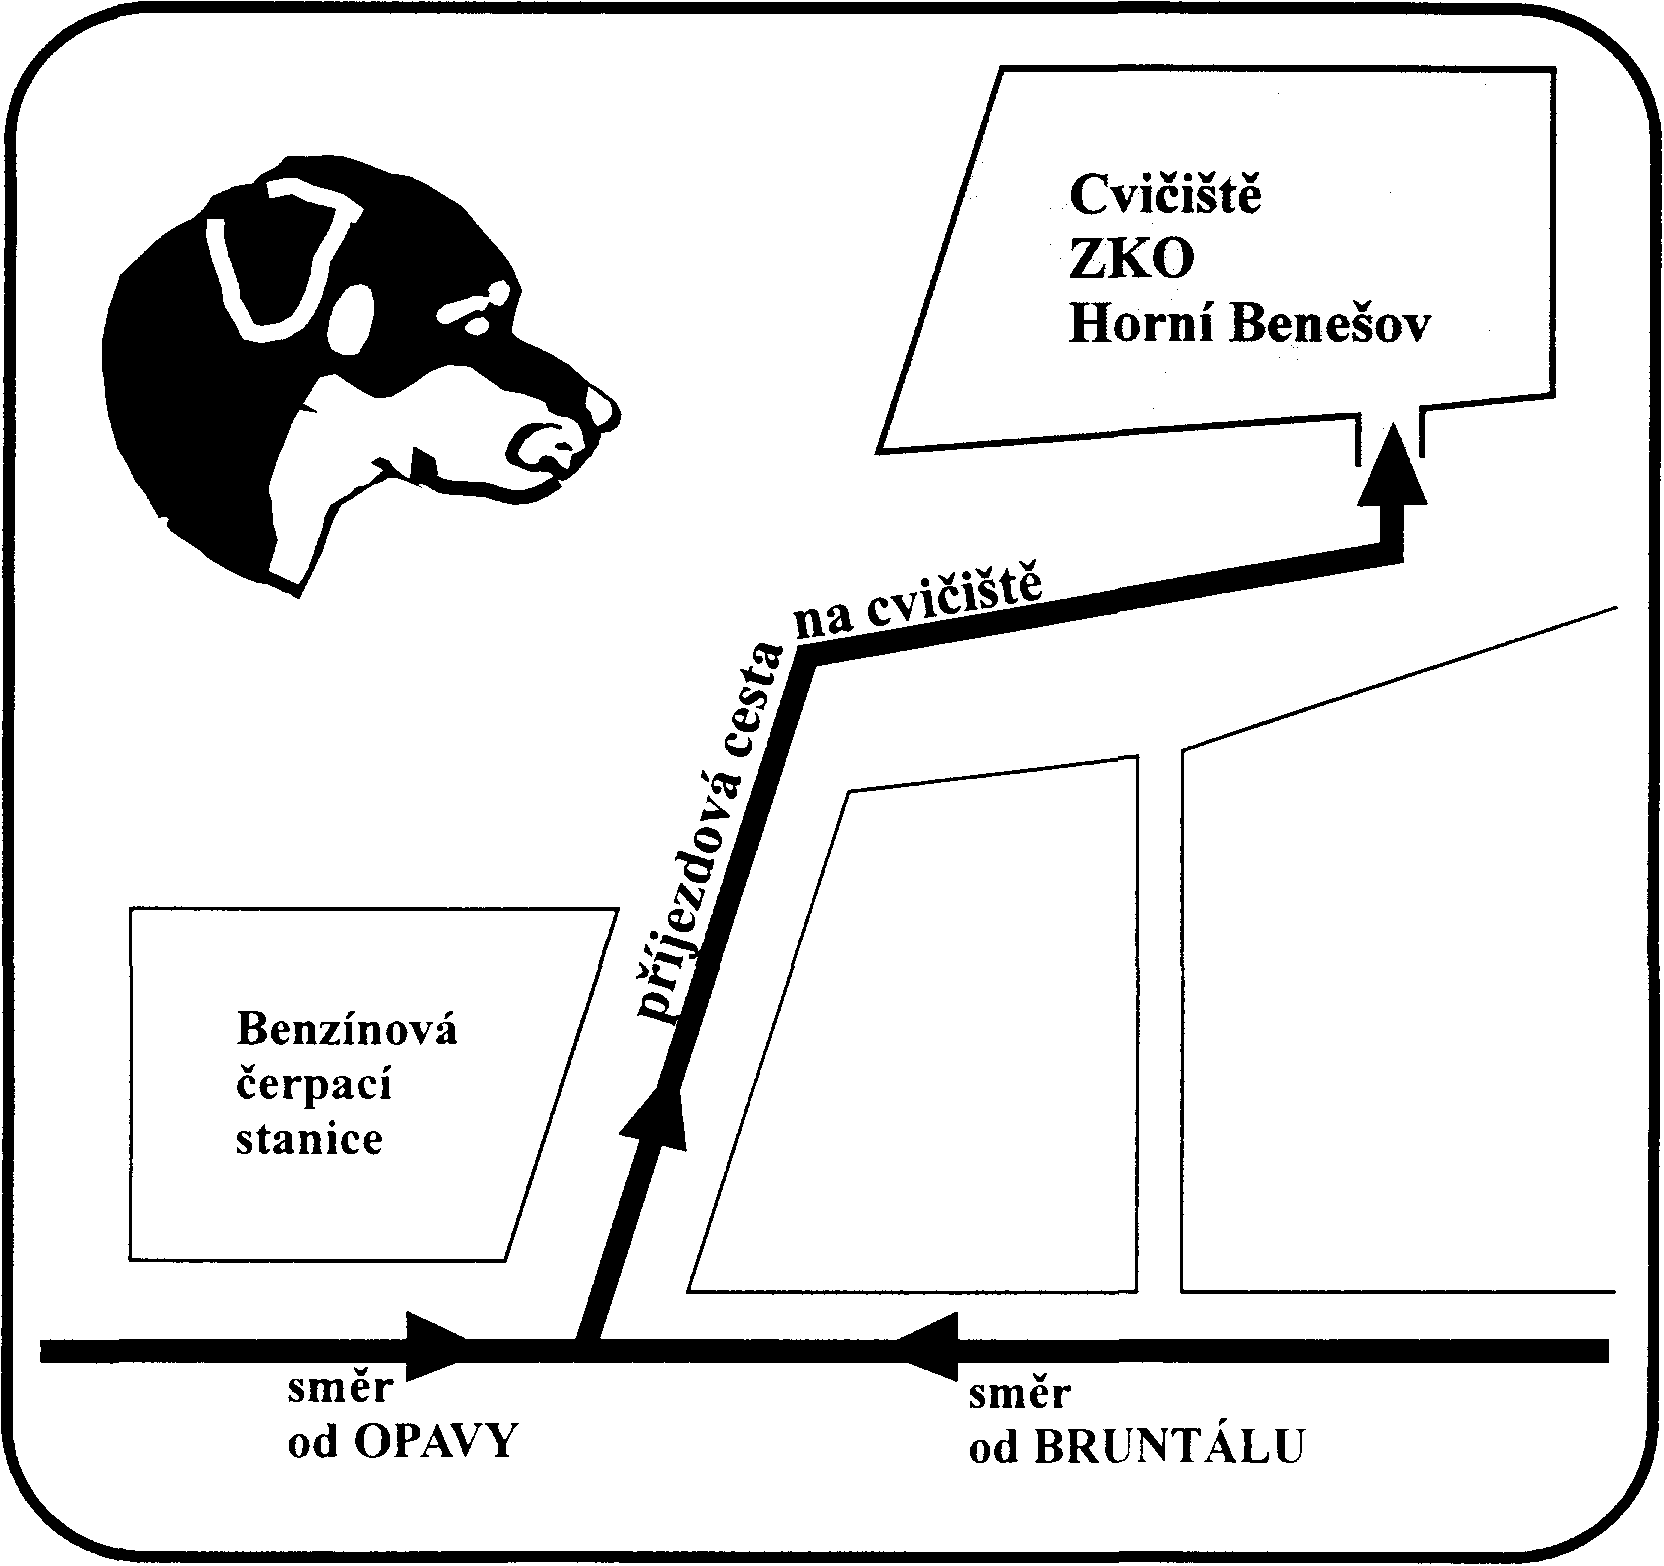 Cvičiště
ZKO
Horní Benešov
příjezdová cesta na cvičiště
Benzínová
čerpací
stanice
směr
od OPAVY
směr
od BRUNTÁLU